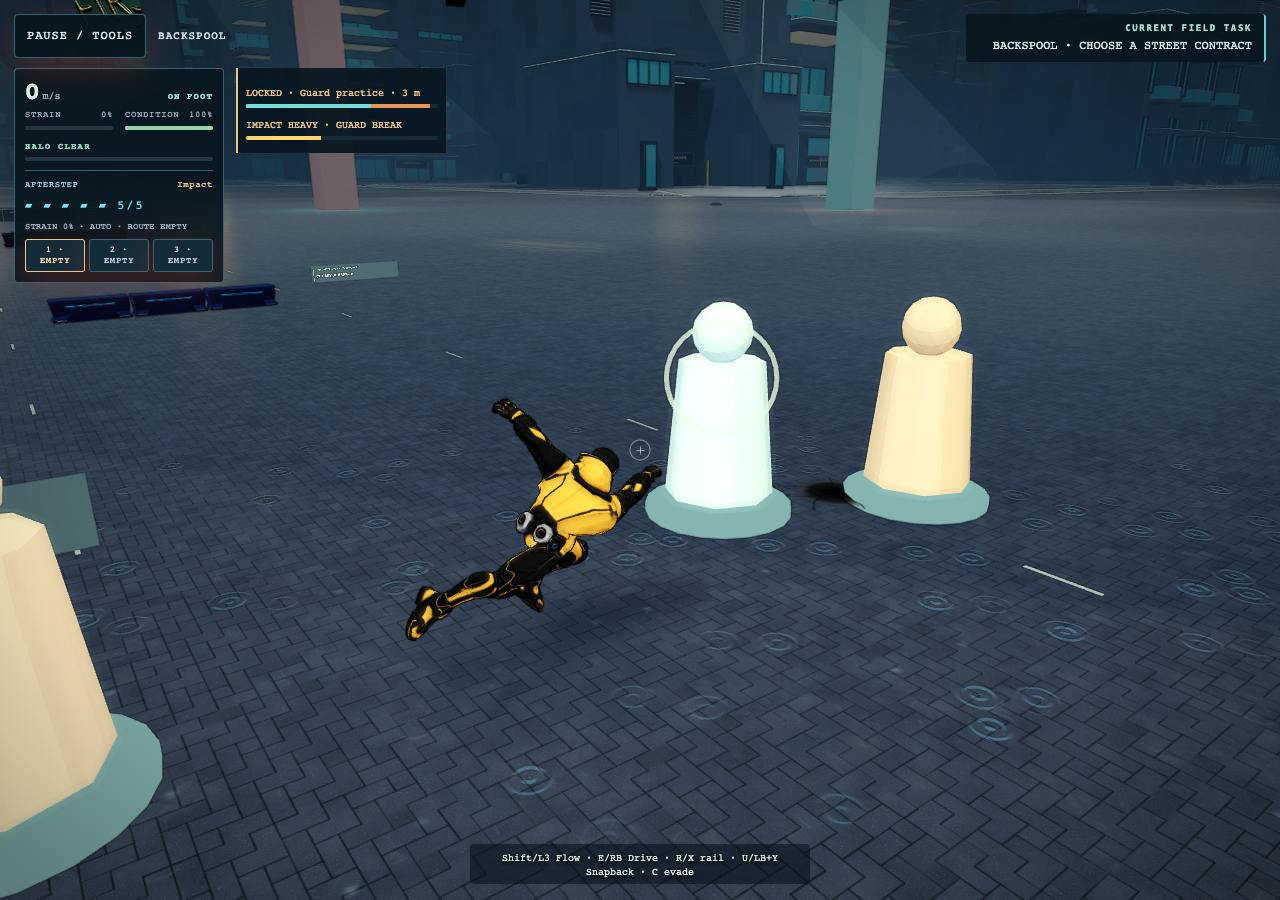 PAUSE / TOOLS
BACKSPOOL
CURRENT FIELD TASK
BACKSPOOL · CHOOSE A STREET CONTRACT
0 m/s
ON FOOT
STRAIN 0%
CONDITION 100%
HALO CLEAR
AFTERSTEP
Impact
5/5
STRAIN 0% · AUTO · ROUTE EMPTY
1 ·
EMPTY
2 ·
EMPTY
3 ·
EMPTY
LOCKED · Guard practice · 3 m
IMPACT HEAVY · GUARD BREAK
Shift/L3 Flow · E/RB Drive · R/X rail · U/LB+Y
Snapback · C evade